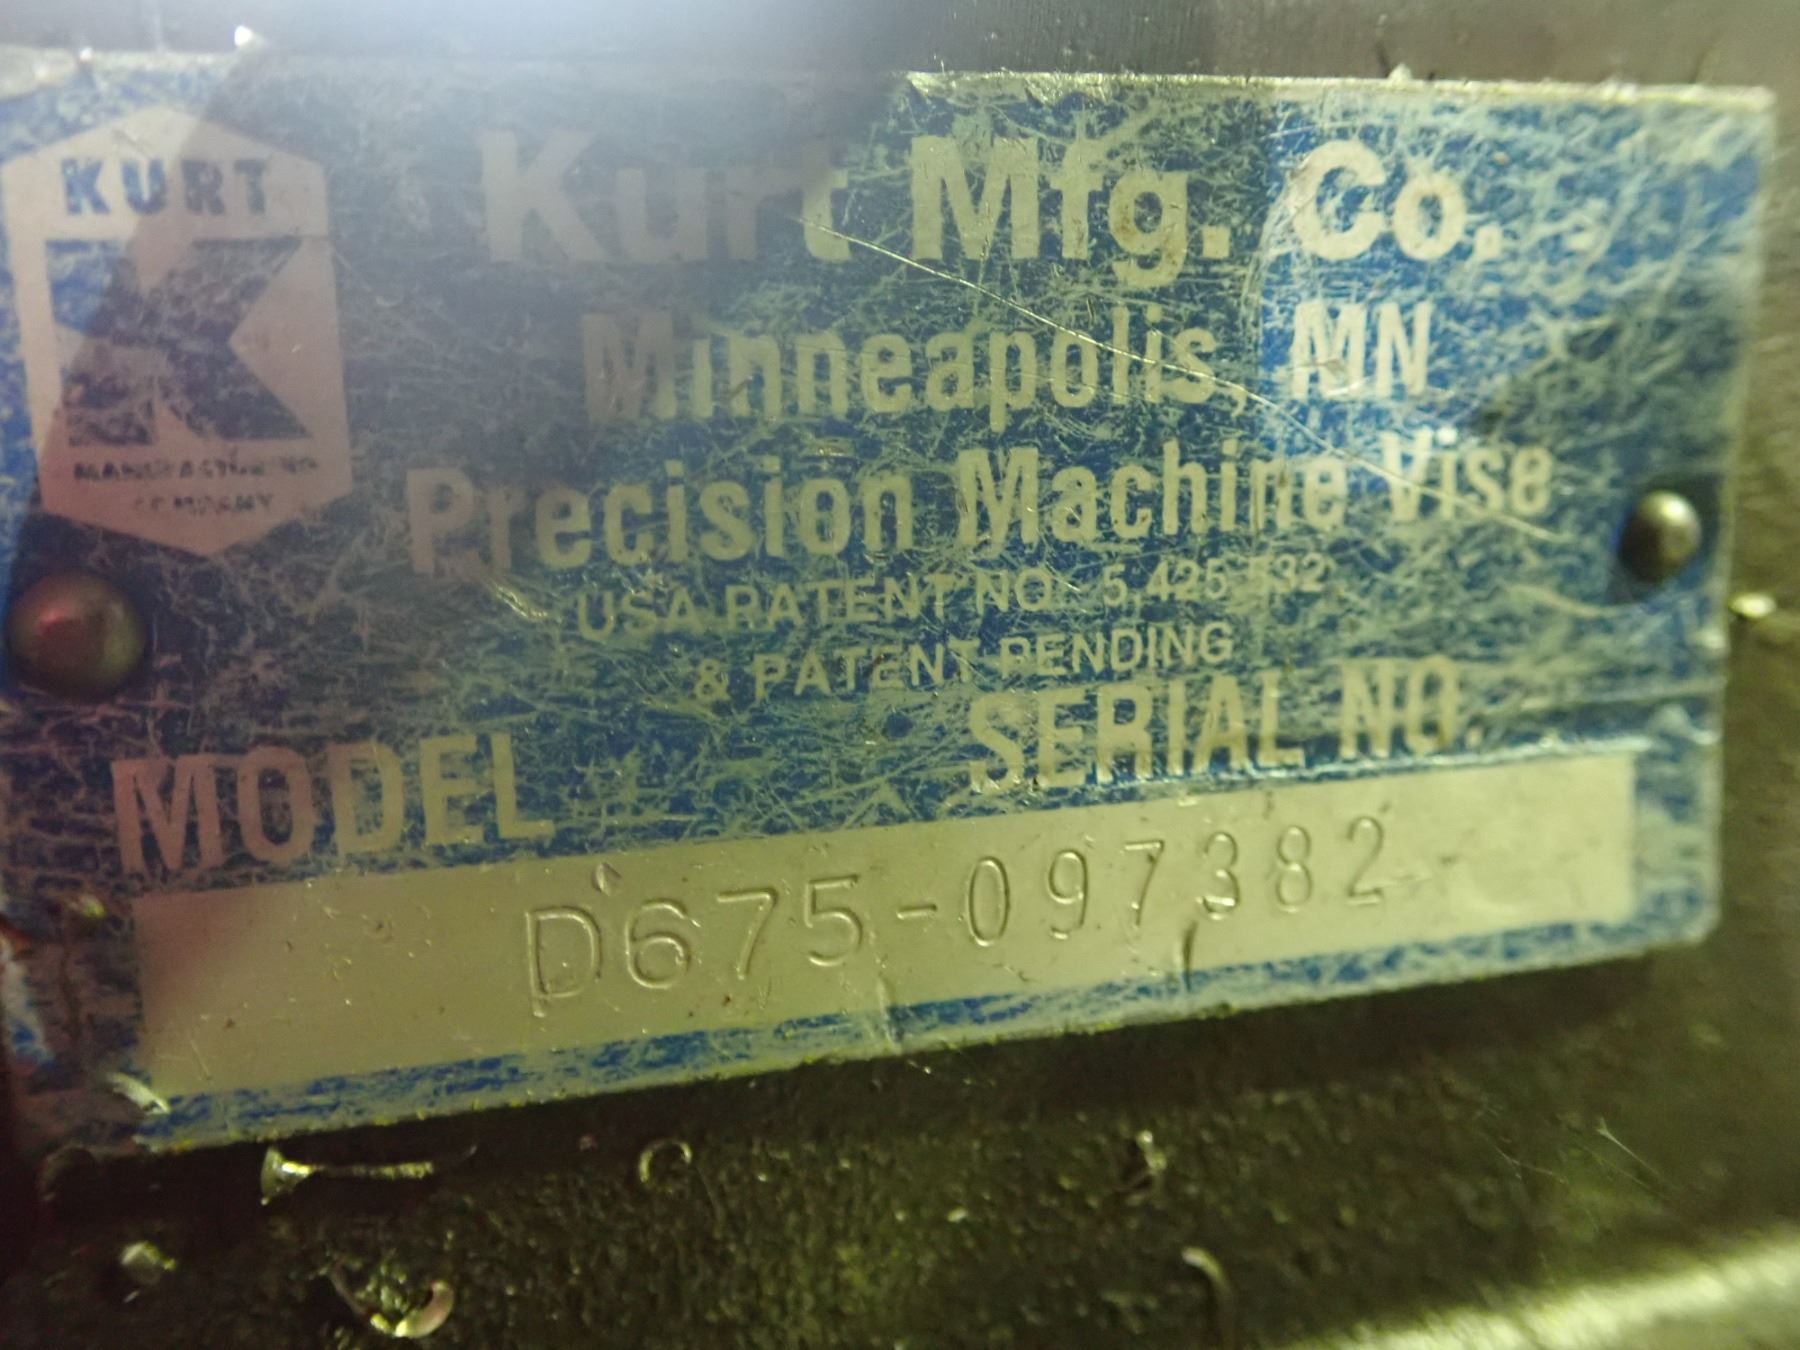 KURT
MANUFACTURING
COMPANY
Kurt Mfg. Co.
Minneapolis, MN
Precision Machine Vise
USA PATENT NO. 5,425,532
& PATENT PENDING
MODEL SERIAL NO.
D675-097382